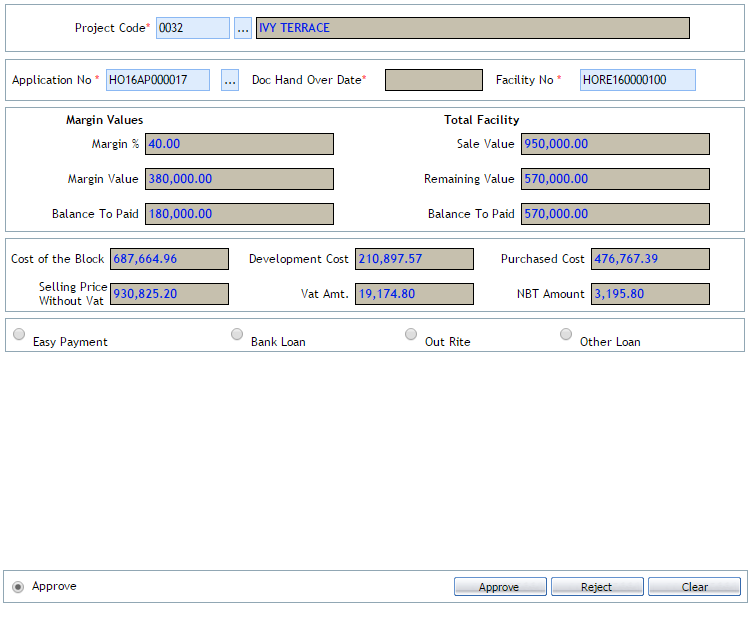 Project Code* 0032 ... IVY TERRACE
Application No * HO16AP000017 ... Doc Hand Over Date* Facility No * HORE160000100
Margin Values Total Facility
Margin % 40.00 Sale Value 950,000.00
Margin Value 380,000.00 Remaining Value 570,000.00
Balance To Paid 180,000.00 Balance To Paid 570,000.00
Cost of the Block 687,664.96 Development Cost 210,897.57 Purchased Cost 476,767.39
Selling Price
Without Vat 930,825.20 Vat Amt. 19,174.80 NBT Amount 3,195.80
Easy Payment Bank Loan Out Rite Other Loan
Approve Approve Reject Clear